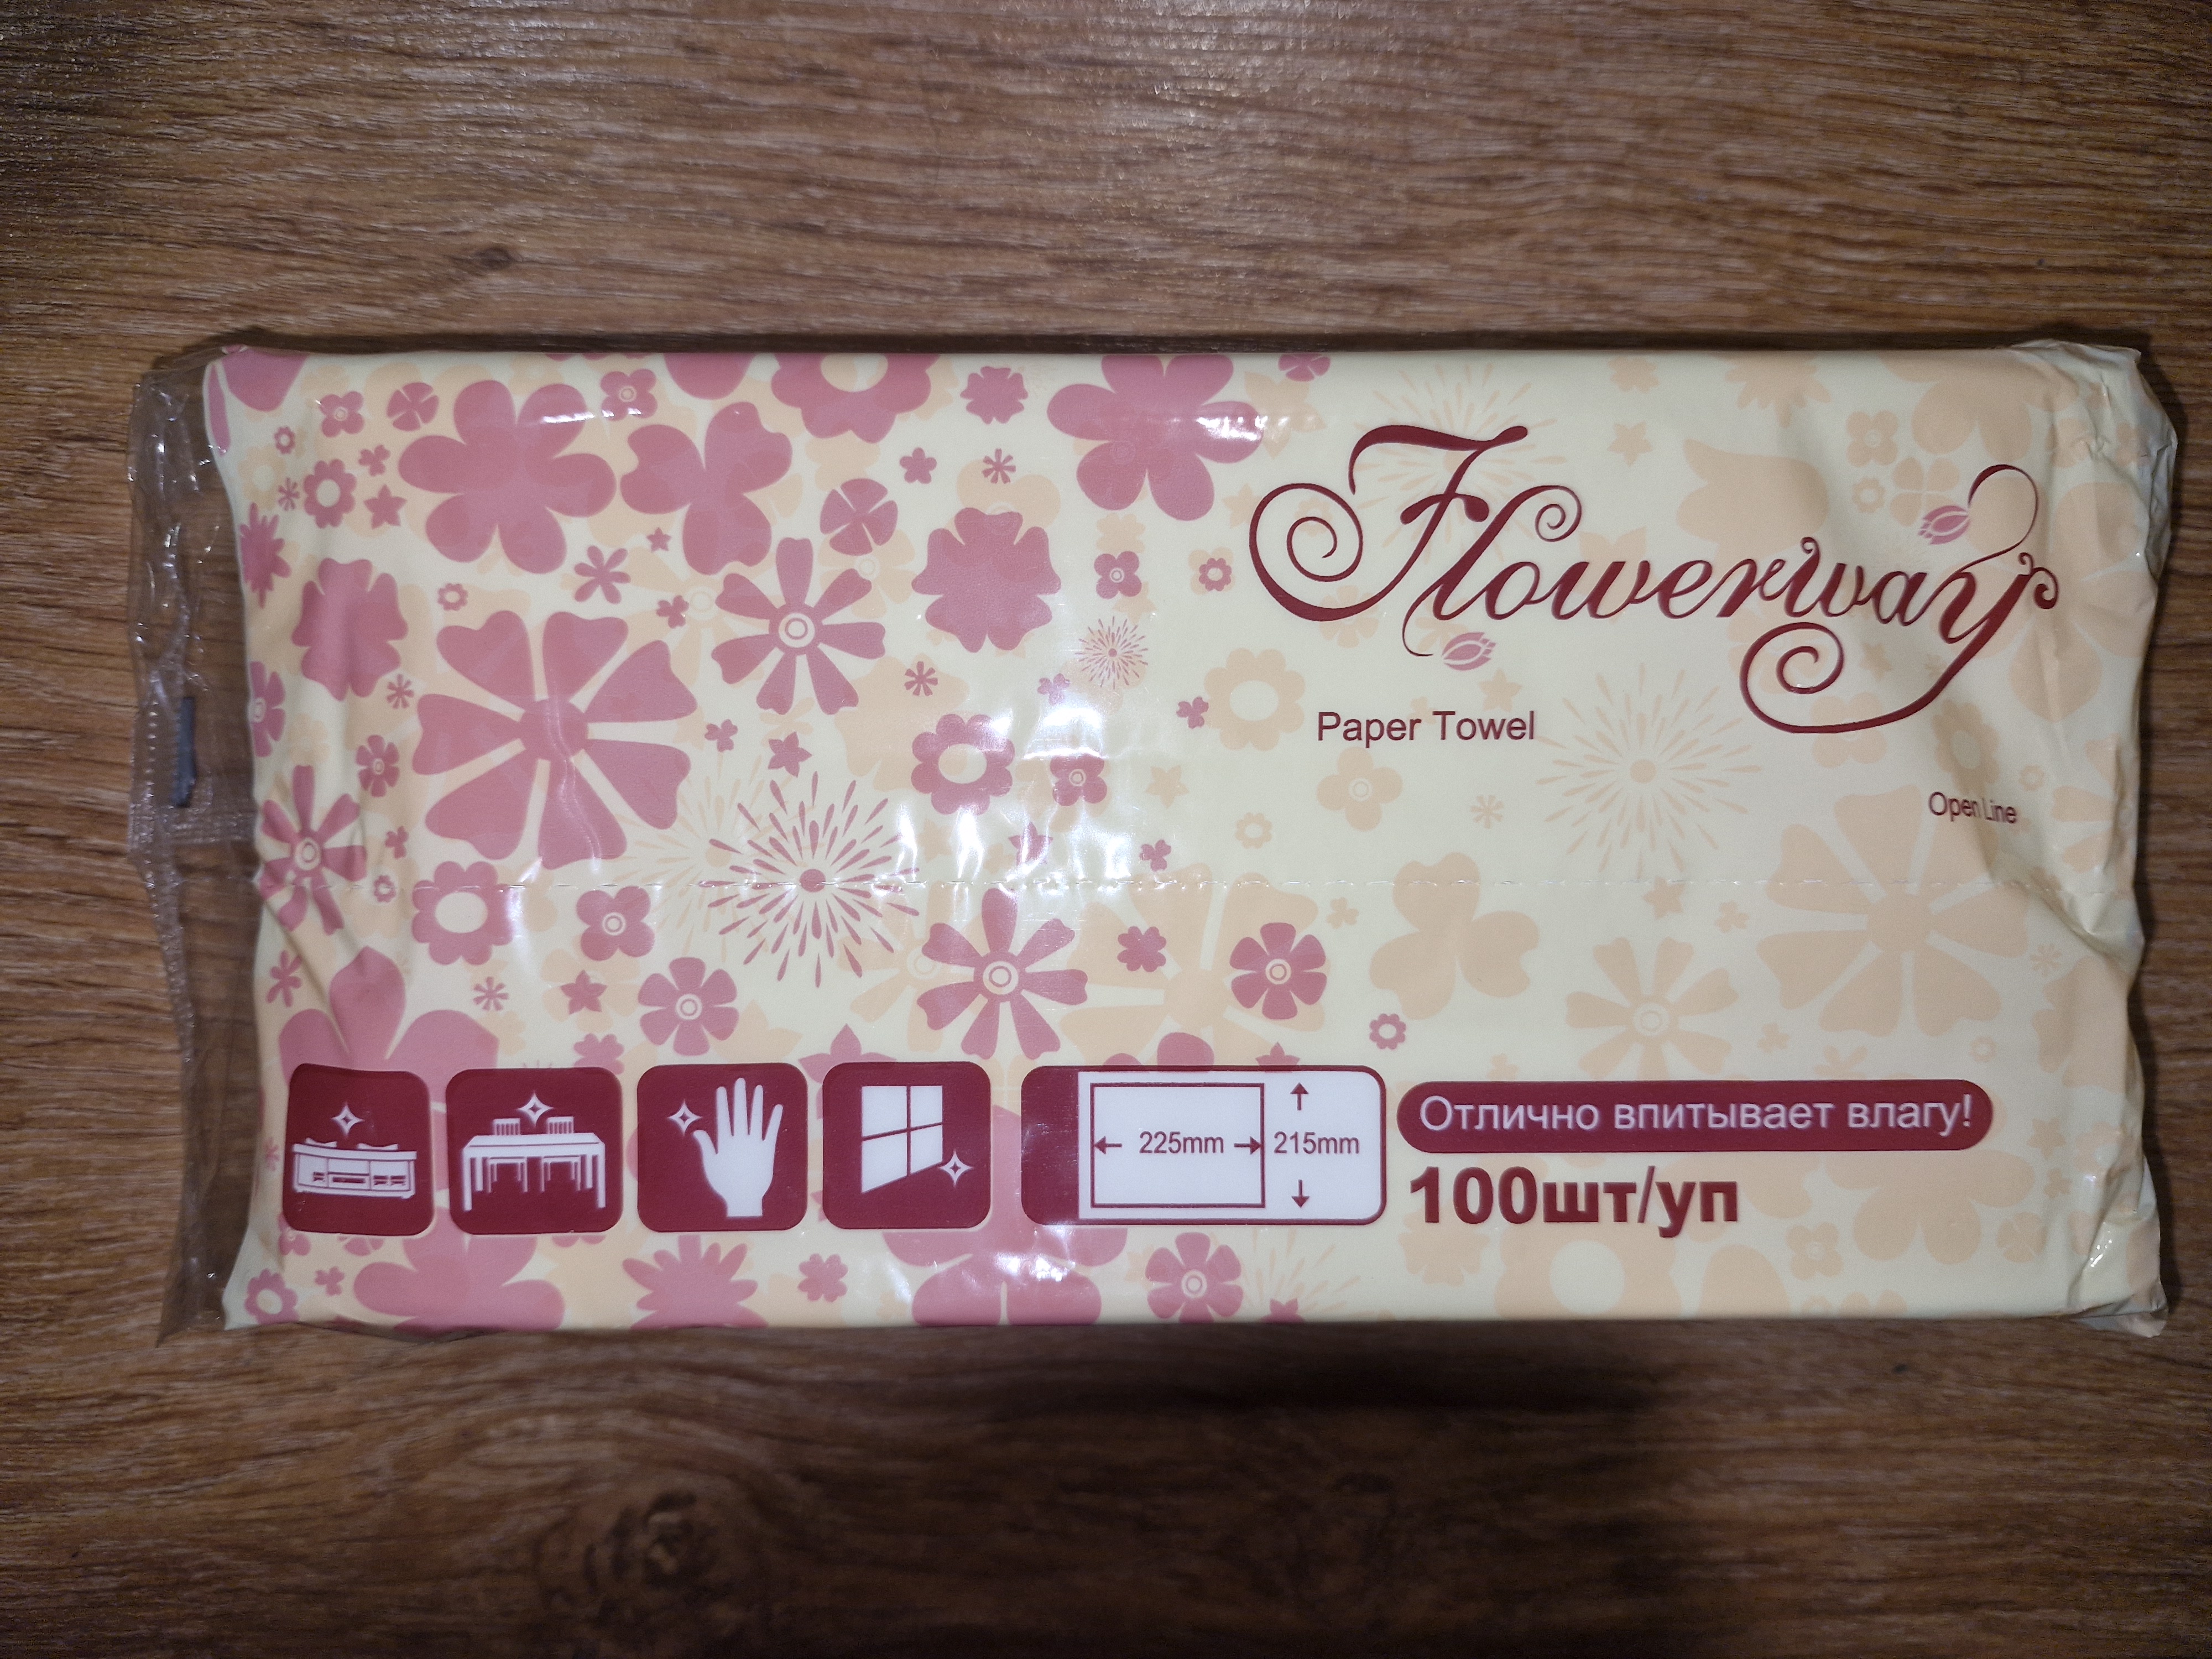 Flowerway
Paper Towel
Open Line
225mm
215mm
Отлично впитывает влагу!
100шт/уп